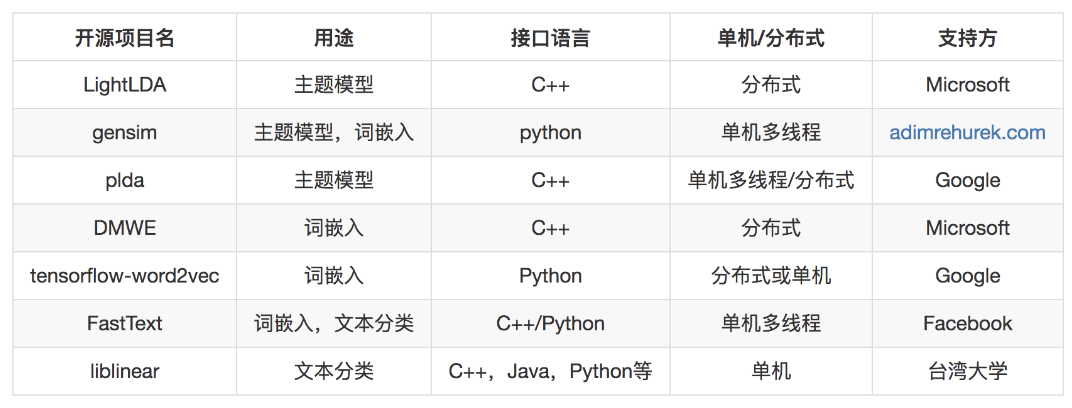 开源项目名 用途 接口语言 单机/分布式 支持方
LightLDA 主题模型 C++ 分布式 Microsoft
gensim 主题模型，词嵌入 python 单机多线程 adimrehurek.com
plda 主题模型 C++ 单机多线程/分布式 Google
DMWE 词嵌入 C++ 分布式 Microsoft
tensorflow-word2vec 词嵌入 Python 分布式或单机 Google
FastText 词嵌入，文本分类 C++/Python 单机多线程 Facebook
liblinear 文本分类 C++，Java，Python等 单机 台湾大学